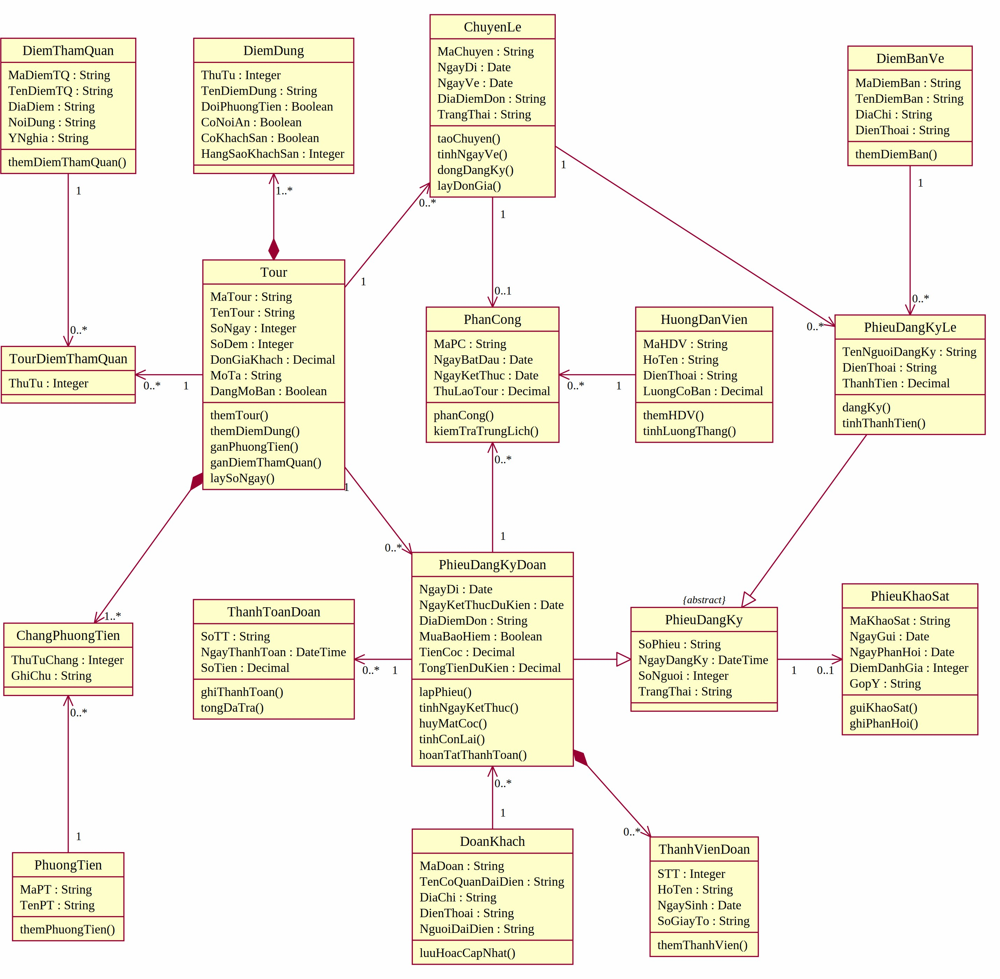 ChuyenLe
MaChuyen : String
NgayDi : Date
NgayVe : Date
DiaDiemDon : String
TrangThai : String
taoChuyen()
tinhNgayVe()
dongDangKy()
layDonGia()
DiemThamQuan
MaDiemTQ : String
TenDiemTQ : String
DiaDiem : String
NoiDung : String
YNghia : String
themDiemThamQuan()
DiemDung
ThuTu : Integer
TenDiemDung : String
DoiPhuongTien : Boolean
CoNoiAn : Boolean
CoKhachSan : Boolean
HangSaoKhachSan : Integer
DiemBanVe
MaDiemBan : String
TenDiemBan : String
DiaChi : String
DienThoai : String
themDiemBan()
1
1..*
0..*
1
1
1
1
0..*
0..1
0..*
0..*
Tour
MaTour : String
TenTour : String
SoNgay : Integer
SoDem : Integer
DonGiaKhach : Decimal
MoTa : String
DangMoBan : Boolean
themTour()
themDiemDung()
ganPhuongTien()
ganDiemThamQuan()
laySoNgay()
TourDiemThamQuan
ThuTu : Integer
0..*
1
PhanCong
MaPC : String
NgayBatDau : Date
NgayKetThuc : Date
ThuLaoTour : Decimal
phanCong()
kiemTraTrungLich()
0..*
1
HuongDanVien
MaHDV : String
HoTen : String
DienThoai : String
LuongCoBan : Decimal
themHDV()
tinhLuongThang()
PhieuDangKyLe
TenNguoiDangKy : String
DienThoai : String
ThanhTien : Decimal
dangKy()
tinhThanhTien()
1
0..*
1
0..*
1..*
ChangPhuongTien
ThuTuChang : Integer
GhiChu : String
0..*
1
ThanhToanDoan
SoTT : String
NgayThanhToan : DateTime
SoTien : Decimal
ghiThanhToan()
tongDaTra()
0..*
1
PhieuDangKyDoan
NgayDi : Date
NgayKetThucDuKien : Date
DiaDiemDon : String
MuaBaoHiem : Boolean
TienCoc : Decimal
TongTienDuKien : Decimal
lapPhieu()
tinhNgayKetThuc()
huyMatCoc()
tinhConLai()
hoanTatThanhToan()
{abstract}
PhieuDangKy
SoPhieu : String
NgayDangKy : DateTime
SoNguoi : Integer
TrangThai : String
1
0..1
PhieuKhaoSat
MaKhaoSat : String
NgayGui : Date
NgayPhanHoi : Date
DiemDanhGia : Integer
GopY : String
guiKhaoSat()
ghiPhanHoi()
0..*
1
0..*
PhuongTien
MaPT : String
TenPT : String
themPhuongTien()
DoanKhach
MaDoan : String
TenCoQuanDaiDien : String
DiaChi : String
DienThoai : String
NguoiDaiDien : String
luuHoacCapNhat()
ThanhVienDoan
STT : Integer
HoTen : String
NgaySinh : Date
SoGiayTo : String
themThanhVien()